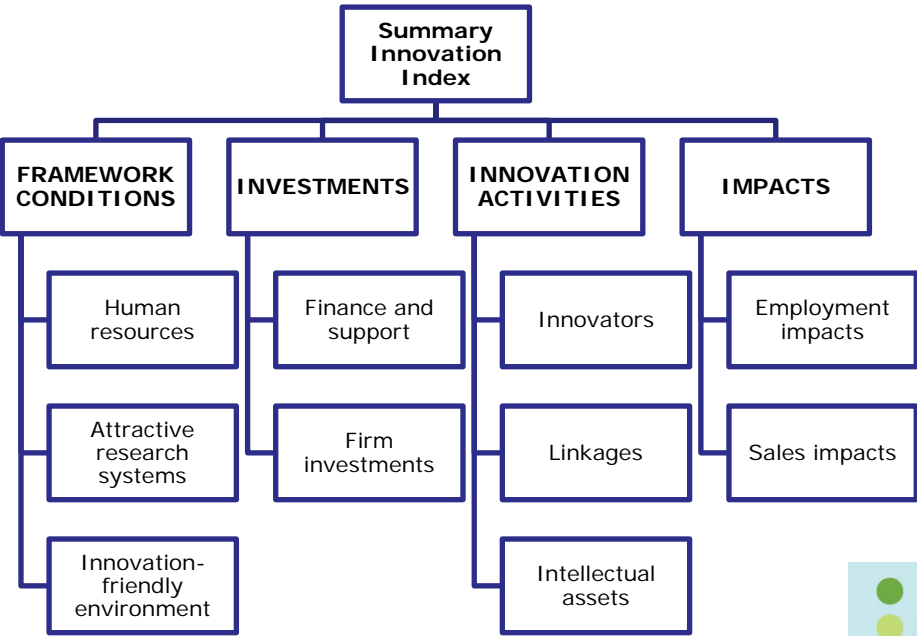 Summary
Innovation
Index
FRAMEWORK
CONDITIONS
INVESTMENTS
INNOVATION
ACTIVITIES
IMPACTS
Human
resources
Finance and
support
Innovators
Employment
impacts
Attractive
research
systems
Firm
investments
Linkages
Sales impacts
Innovation-
friendly
environment
Intellectual
assets